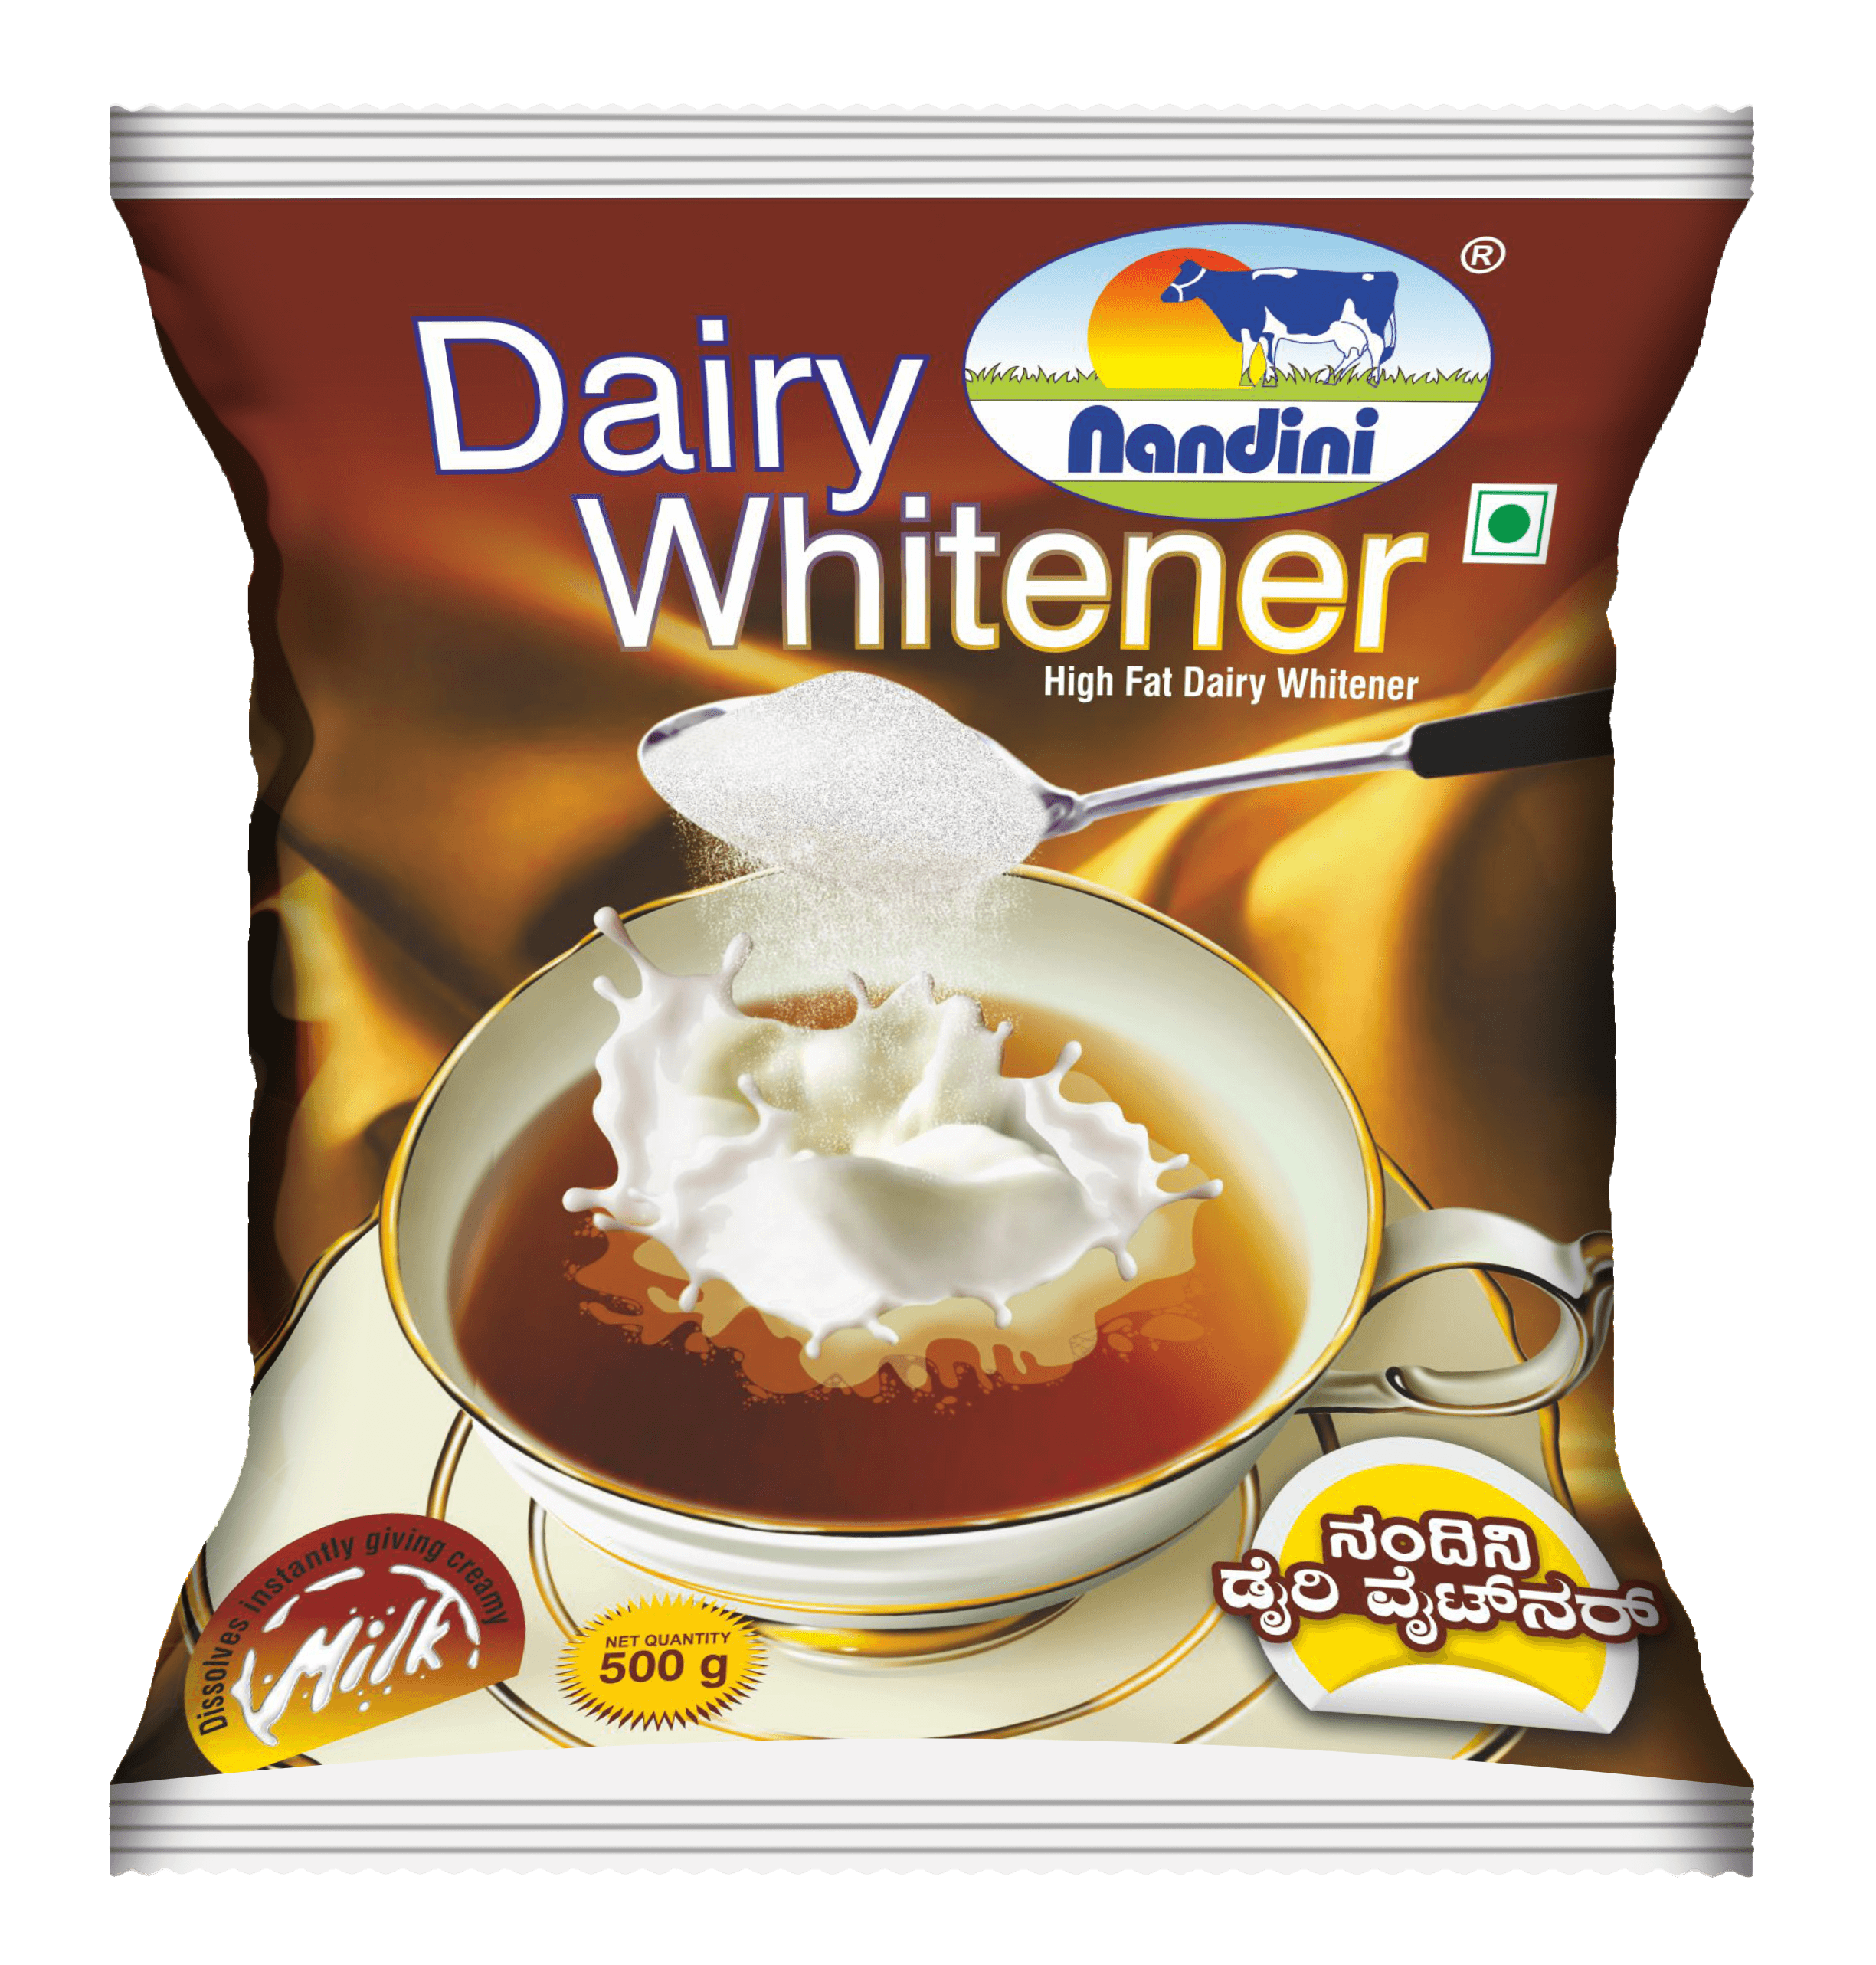 Nandini
®
Dairy
Whitener
High Fat Dairy Whitener
Dissolves instantly giving creamy
Milk
NET QUANTITY
500 g
ನಂದಿನಿ
ಡೈರಿ ವೈಟ್‌ನರ್